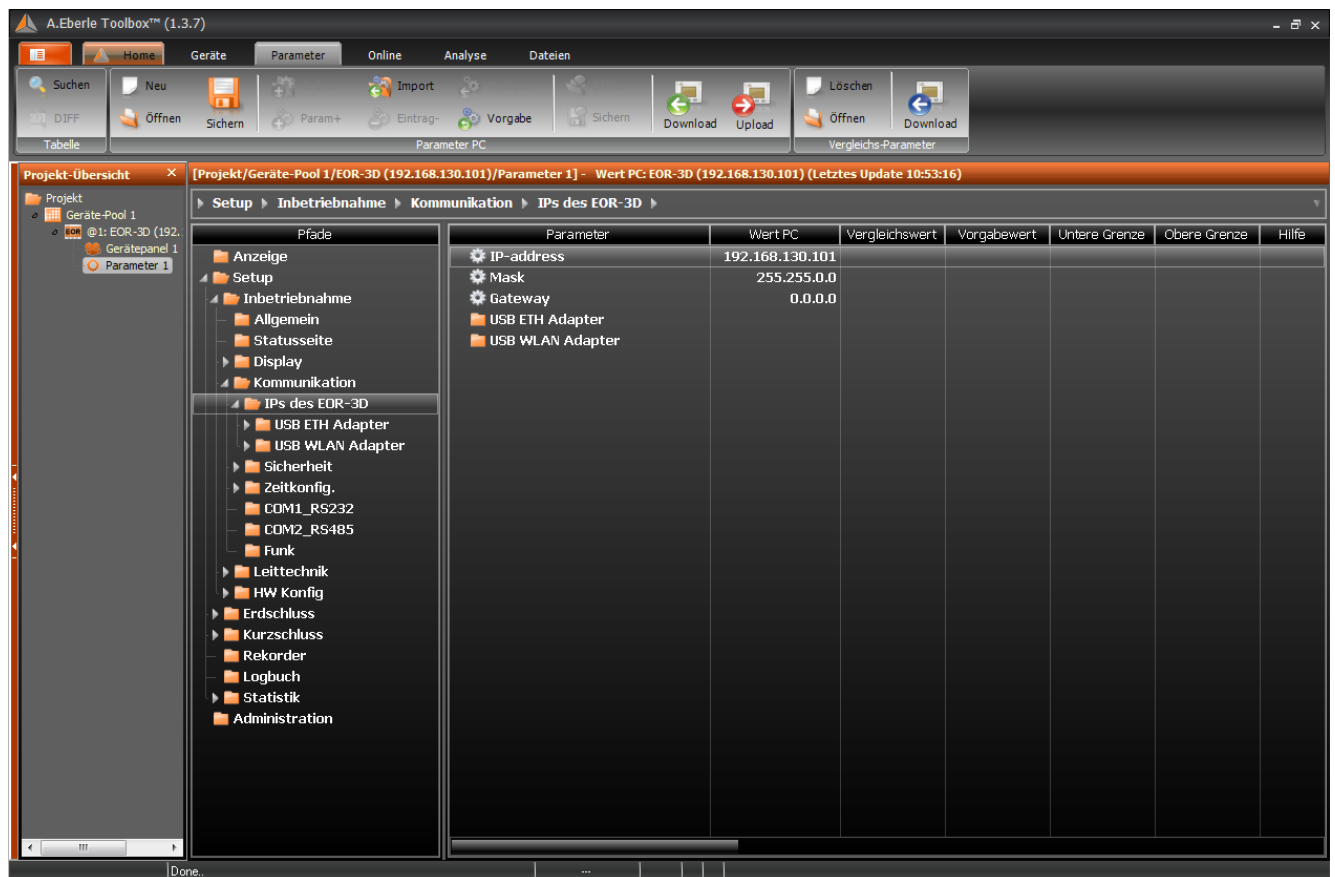 A.Eberle Toolbox™ (1.3.7)
Home Geräte Parameter Online Analyse Dateien
Suchen Neu Import Löschen
DIFF Öffnen Sichern Param+ Eintrag- Vorgabe Sichern Download Upload Öffnen Download
Tabelle Parameter PC Vergleichs-Parameter
Projekt-Übersicht
Projekt
Geräte-Pool 1
@1: EOR-3D (192.
Gerätepanel 1
Parameter 1
[Projekt/Geräte-Pool 1/EOR-3D (192.168.130.101)/Parameter 1] - Wert PC: EOR-3D (192.168.130.101) (Letztes Update 10:53:16)
Setup Inbetriebnahme Kommunikation IPs des EOR-3D
Pfade
Anzeige
Setup
Inbetriebnahme
Allgemein
Statusseite
Display
Kommunikation
IPs des EOR-3D
USB ETH Adapter
USB WLAN Adapter
Sicherheit
Zeitkonfig.
COM1_RS232
COM2_RS485
Funk
Leittechnik
HW Konfig
Erdschluss
Kurzschluss
Rekorder
Logbuch
Statistik
Administration
Parameter Wert PC Vergleichswert Vorgabewert Untere Grenze Obere Grenze Hilfe
IP-address 192.168.130.101
Mask 255.255.0.0
Gateway 0.0.0.0
USB ETH Adapter
USB WLAN Adapter
Done.. ...